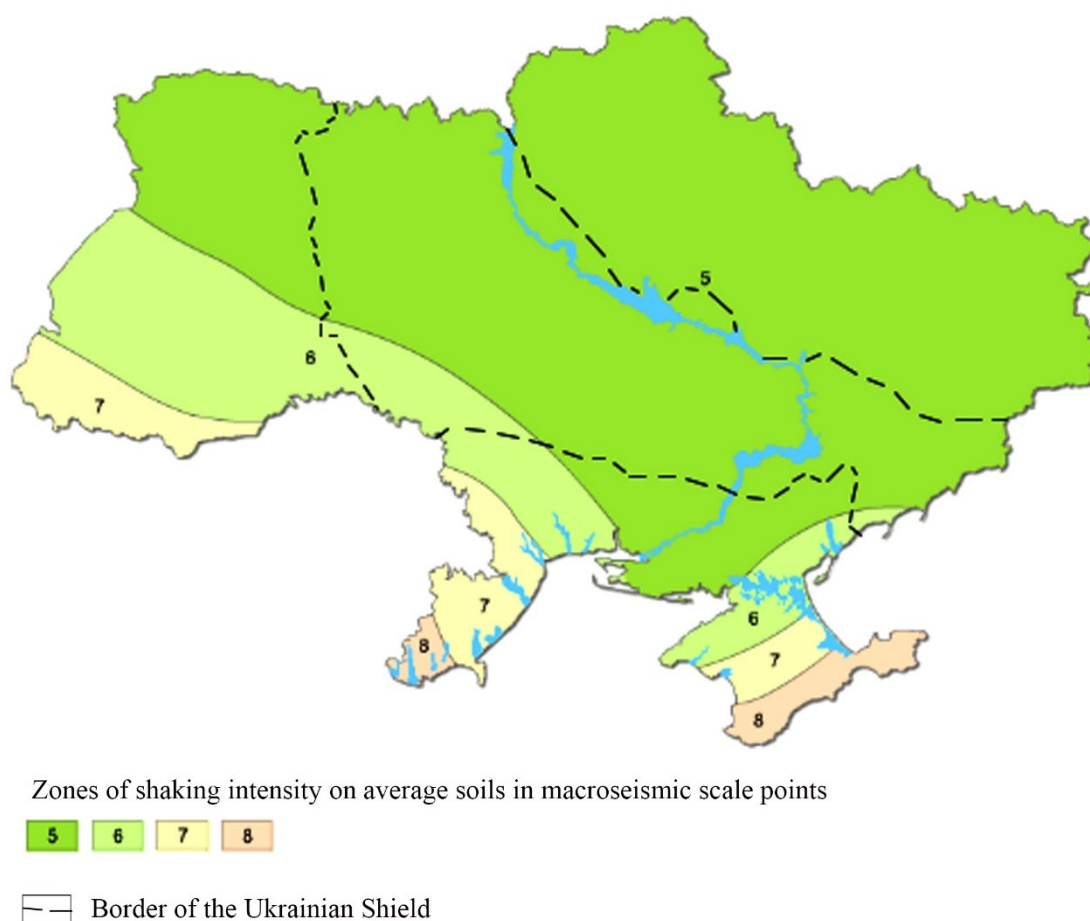 5
6
7
7
6
8
7
8
Zones of shaking intensity on average soils in macroseismic scale points
5 6 7 8
Border of the Ukrainian Shield